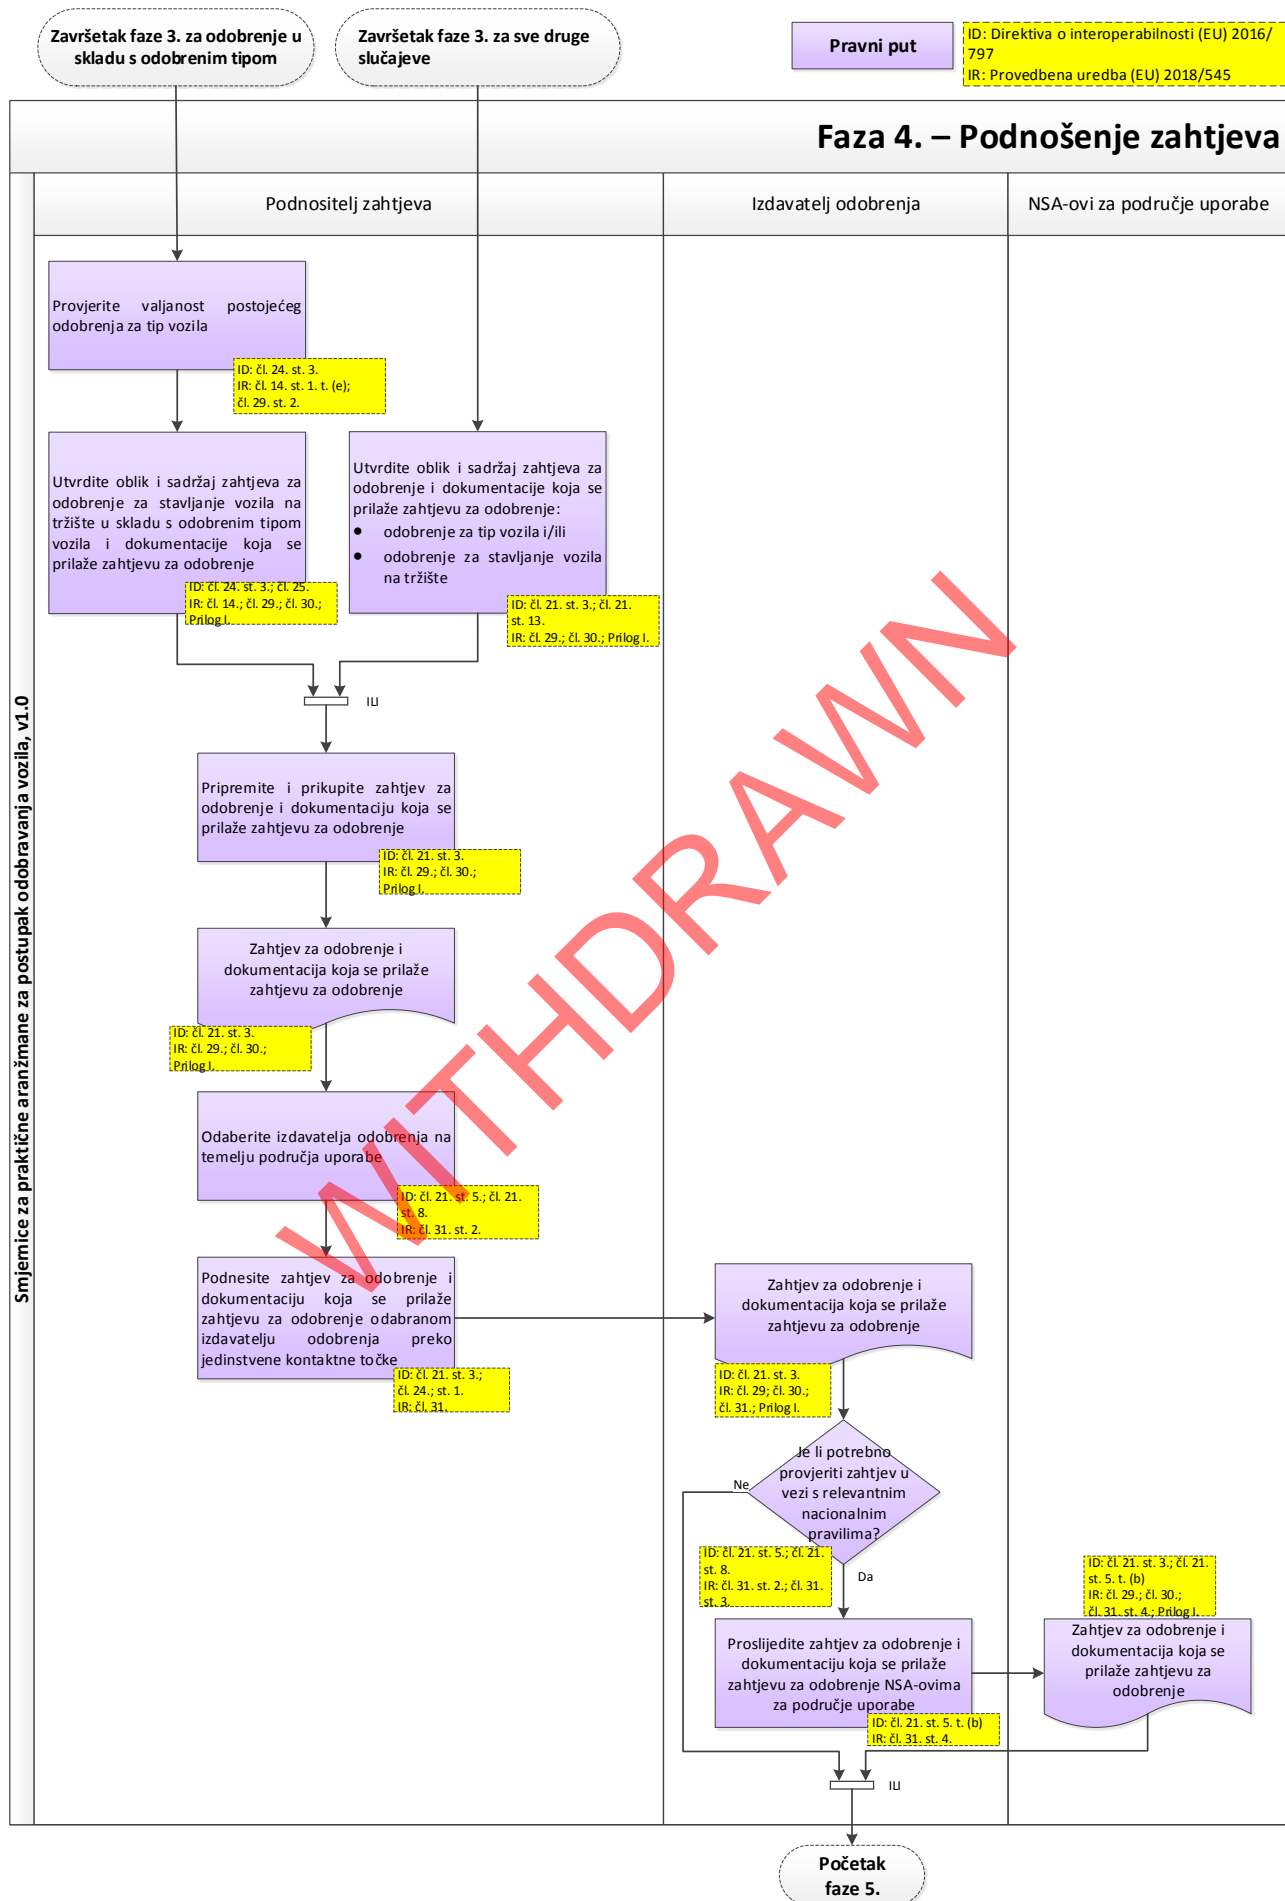 Završetak faze 3. za odobrenje u
skladu s odobrenim tipom
Završetak faze 3. za sve druge
slučajeve
Pravni put
ID: Direktiva o interoperabilnosti (EU) 2016/
797
IR: Provedbena uredba (EU) 2018/545
Faza 4. – Podnošenje zahtjeva
Podnositelj zahtjeva
Izdavatelj odobrenja
NSA-ovi za područje uporabe
Smjernice za praktične aranžmane za postupak odobravanja vozila, v1.0
Provjerite valjanost postojećeg
odobrenja za tip vozila
ID: čl. 24. st. 3.
IR: čl. 14. st. 1. t. (e);
čl. 29. st. 2.
Utvrdite oblik i sadržaj zahtjeva za
odobrenje za stavljanje vozila na
tržište u skladu s odobrenim tipom
vozila i dokumentacije koja se
prilaže zahtjevu za odobrenje
ID: čl. 24. st. 3.; čl. 25.
IR: čl. 14.; čl. 29.; čl. 30.;
Prilog I.
Utvrdite oblik i sadržaj zahtjeva za
odobrenje i dokumentacije koja se
prilaže zahtjevu za odobrenje:
● odobrenje za tip vozila i/ili
● odobrenje za stavljanje vozila
na tržište
ID: čl. 21. st. 3.; čl. 21.
st. 13.
IR: čl. 29.; čl. 30.; Prilog I.
ILI
Pripremite i prikupite zahtjev za
odobrenje i dokumentaciju koja se
prilaže zahtjevu za odobrenje
ID: čl. 21. st. 3.
IR: čl. 29.; čl. 30.;
Prilog I.
Zahtjev za odobrenje i
dokumentacija koja se prilaže
zahtjevu za odobrenje
ID: čl. 21. st. 3.
IR: čl. 29.; čl. 30.;
Prilog I.
Odaberite izdavatelja odobrenja na
temelju područja uporabe
ID: čl. 21. st. 5.; čl. 21.
st. 8.
IR: čl. 31. st. 2.
Podnesite zahtjev za odobrenje i
dokumentaciju koja se prilaže
zahtjevu za odobrenje odabranom
izdavatelju odobrenja preko
jedinstvene kontaktne točke
ID: čl. 21. st. 3.;
čl. 24.; st. 1.
IR: čl. 31.
Zahtjev za odobrenje i
dokumentacija koja se prilaže
zahtjevu za odobrenje
ID: čl. 21. st. 3.
IR: čl. 29; čl. 30.;
čl. 31.; Prilog I.
Je li potrebno
provjeriti zahtjev u
vezi s relevantnim
nacionalnim
pravilima?
Ne
Da
ID: čl. 21. st. 5.; čl. 21.
st. 8.
IR: čl. 31. st. 2.; čl. 31.
st. 3.
Proslijedite zahtjev za odobrenje i
dokumentaciju koja se prilaže
zahtjevu za odobrenje NSA-ovima
za područje uporabe
ID: čl. 21. st. 5. t. (b)
IR: čl. 31. st. 4.
ID: čl. 21. st. 3.; čl. 21.
st. 5. t. (b)
IR: čl. 29.; čl. 30.;
čl. 31. st. 4.; Prilog I.
Zahtjev za odobrenje i
dokumentacija koja se
prilaže zahtjevu za
odobrenje
ILI
Početak
faze 5.
WITHDRAWN